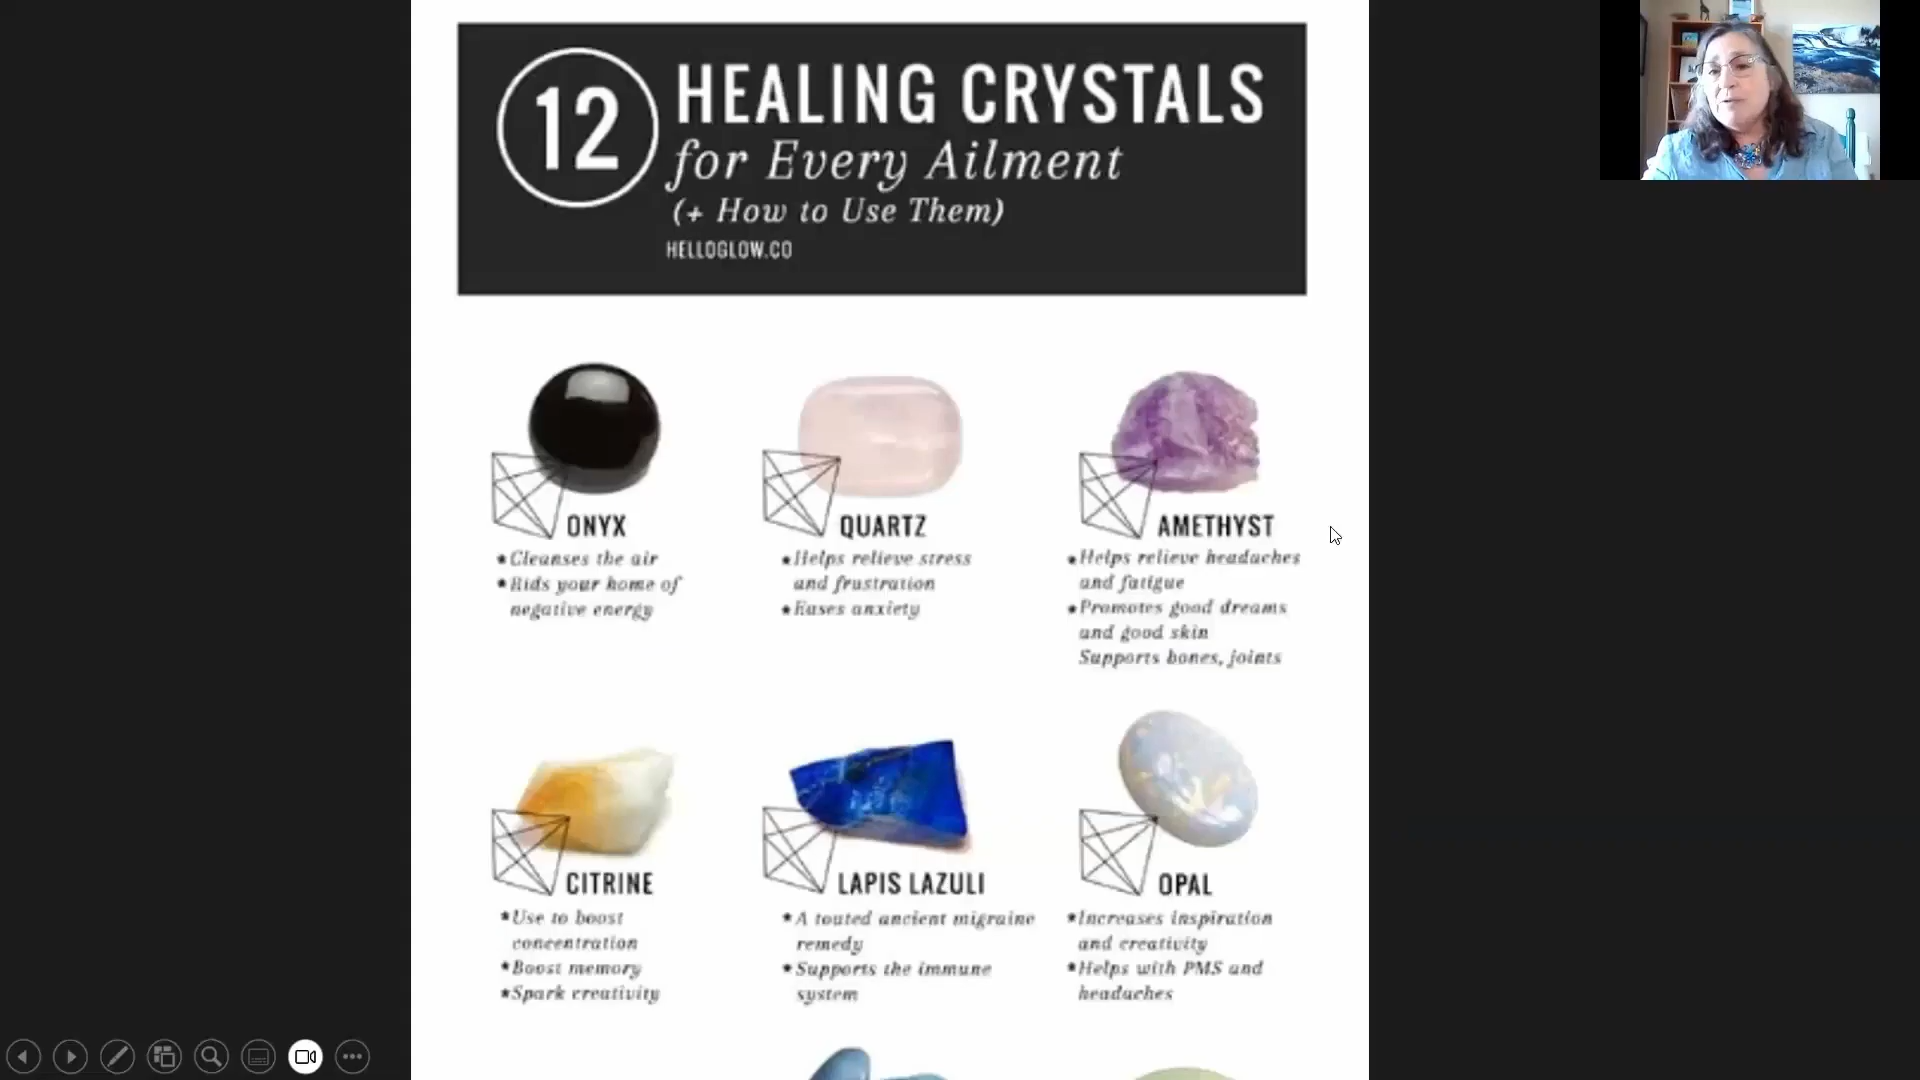 12
HEALING CRYSTALS
for Every Ailment
(+ How to Use Them)
HELLOGLOW.CO
ONYX
* Cleanses the air
* Rids your home of
negative energy
QUARTZ
* Helps relieve stress
and frustration
* Eases anxiety
AMETHYST
* Helps relieve headaches
and fatigue
* Promotes good dreams
and good skin
Supports bones, joints
CITRINE
* Use to boost
concentration
* Boost memory
* Spark creativity
LAPIS LAZULI
* A touted ancient migraine
remedy
* Supports the immune
system
OPAL
* Increases inspiration
and creativity
* Helps with PMS and
headaches